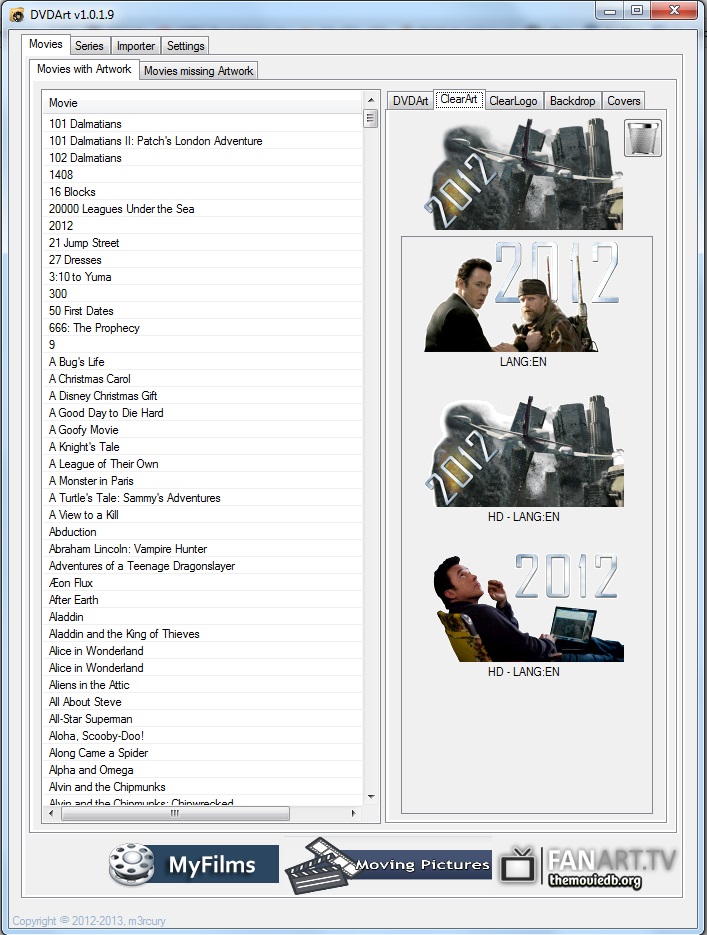 DVDArt v1.0.1.9
Movies
Series
Importer
Settings
Movies with Artwork
Movies missing Artwork
Movie
101 Dalmatians
101 Dalmatians II: Patch's London Adventure
102 Dalmatians
1408
16 Blocks
20000 Leagues Under the Sea
2012
21 Jump Street
27 Dresses
3:10 to Yuma
300
50 First Dates
666: The Prophecy
9
A Bug's Life
A Christmas Carol
A Disney Christmas Gift
A Good Day to Die Hard
A Goofy Movie
A Knight's Tale
A League of Their Own
A Monster in Paris
A Turtle's Tale: Sammy's Adventures
A View to a Kill
Abduction
Abraham Lincoln: Vampire Hunter
Adventures of a Teenage Dragonslayer
Æon Flux
After Earth
Aladdin
Aladdin and the King of Thieves
Alice in Wonderland
Alice in Wonderland
Aliens in the Attic
All About Steve
All-Star Superman
Aloha, Scooby-Doo!
Along Came a Spider
Alpha and Omega
Alvin and the Chipmunks
Alvin and the Chipmunks: Chipwrecked
DVDArt
ClearArt
ClearLogo
Backdrop
Covers
2012
2012
LANG:EN
2012
HD - LANG:EN
2012
HD - LANG:EN
MyFilms
Moving Pictures
FANART.TV
themoviedb.org
Copyright © 2012-2013, m3rcury